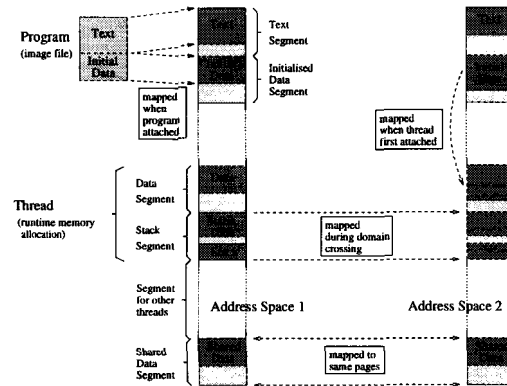 Program
(image file)
Text
Initial
Data
Text
Segment
Initialised
Data
Segment
mapped
when
program
attached
mapped
when thread
first attached
Thread
(runtime memory
allocation)
Data
Segment
Stack
Segment
mapped
during domain
crossing
Segment
for other
threads
Address Space 1
Address Space 2
Shared
Data
Segment
mapped to
same pages